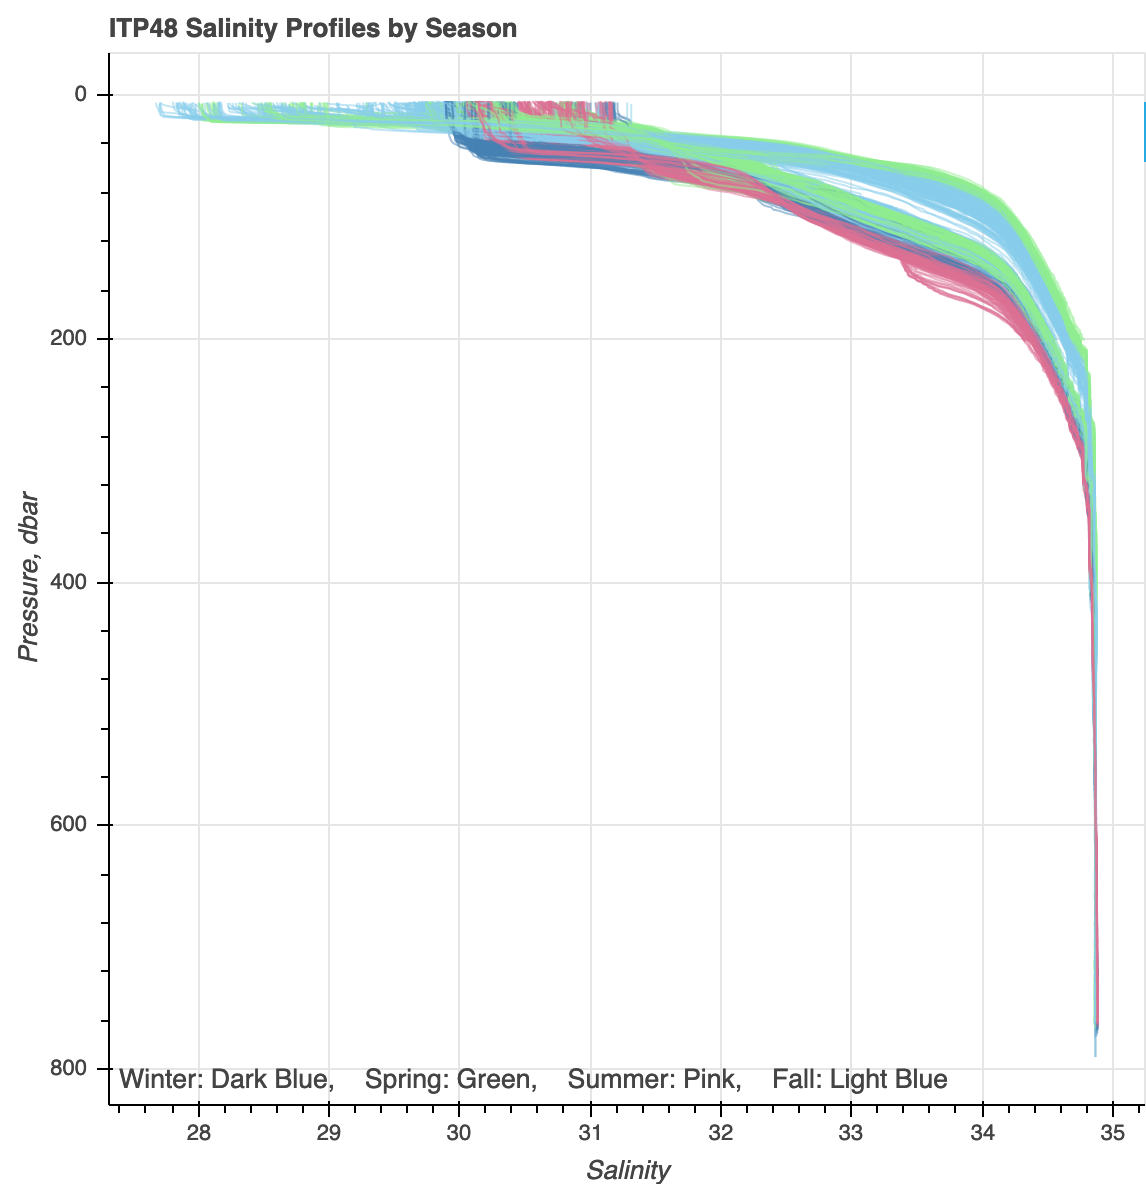 ITP48 Salinity Profiles by Season
0
200
400
600
800
Pressure, dbar
Winter: Dark Blue, Spring: Green, Summer: Pink, Fall: Light Blue
28 29 30 31 32 33 34 35
Salinity